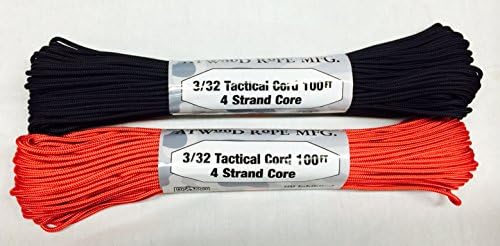 ATWOOD ROPE MFG.
3/32 Tactical Cord 100FT
4 Strand Core
ATWOOD ROPE MFG.
3/32 Tactical Cord 100FT
4 Strand Core